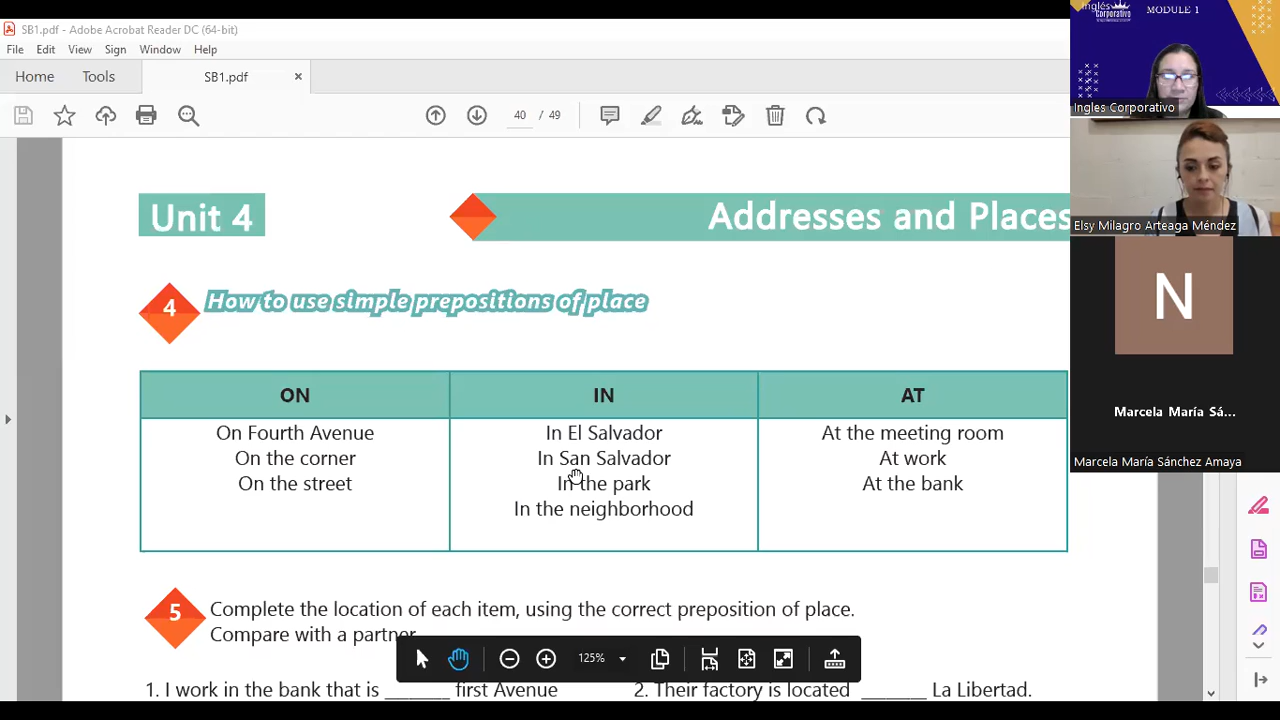 SB1.pdf - Adobe Acrobat Reader DC (64-bit)
File Edit View Sign Window Help
Home Tools SB1.pdf ×
40 / 49
Unit 4
Addresses and Places
4 How to use simple prepositions of place
ON IN AT
On Fourth Avenue In El Salvador At the meeting room
On the corner In San Salvador At work
On the street In the park At the bank
In the neighborhood
5 Complete the location of each item, using the correct preposition of place.
Compare with a partner
125%
1. I work in the bank that is _______ first Avenue 2. Their factory is located _______ La Libertad.
Inglés
Corporativo
MODULE 1
Ingles Corporativo
Elsy Milagro Arteaga Méndez
N
Marcela María Sá...
Marcela María Sánchez Amaya